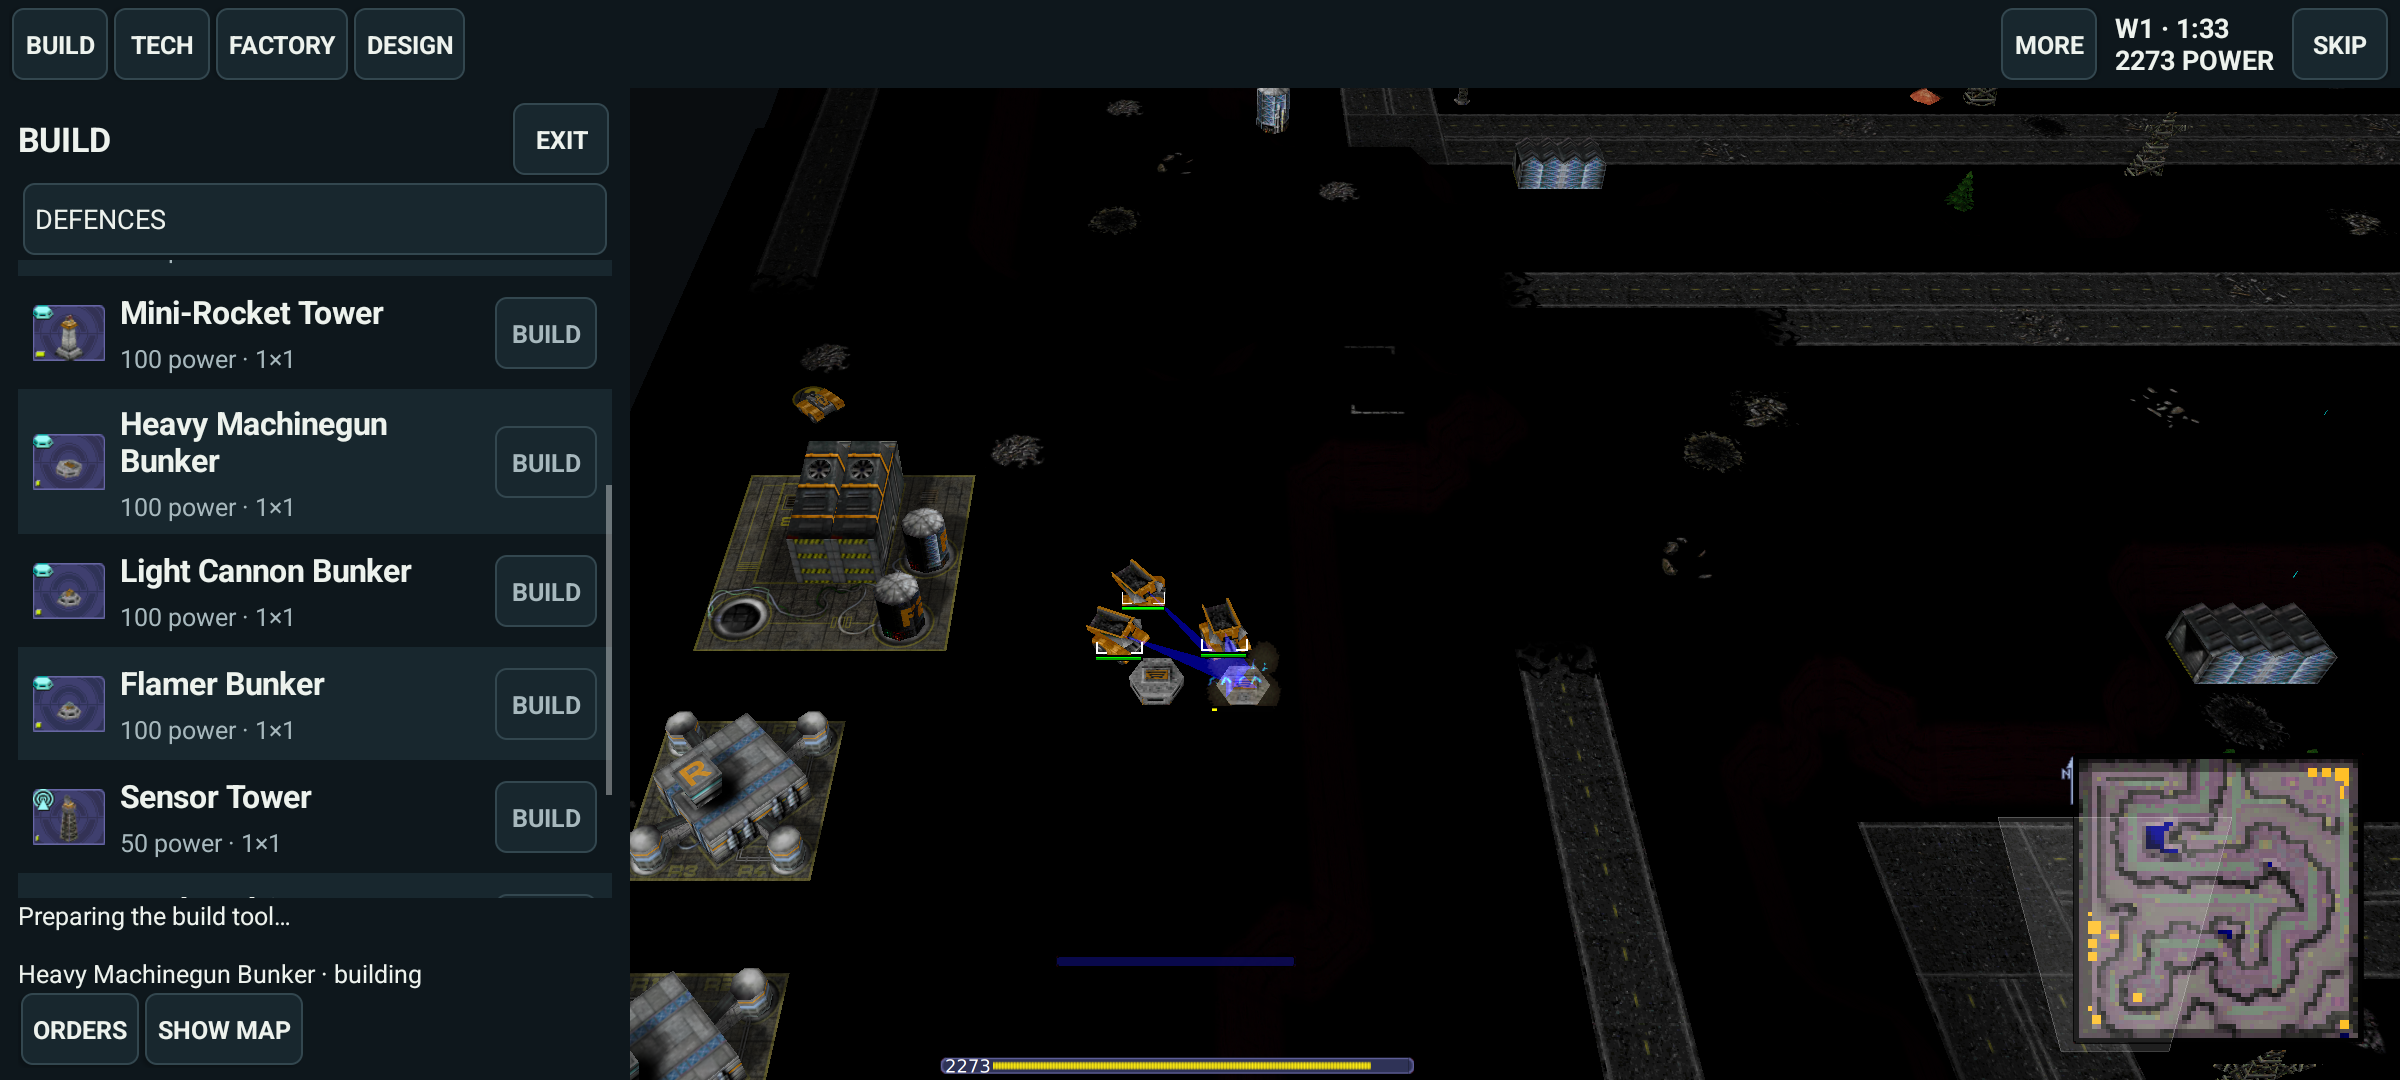 BUILD
TECH
FACTORY
DESIGN
MORE
W1 · 1:33
2273 POWER
SKIP
BUILD
EXIT
DEFENCES
Mini-Rocket Tower
100 power · 1×1
BUILD
Heavy Machinegun
Bunker
100 power · 1×1
BUILD
Light Cannon Bunker
100 power · 1×1
BUILD
Flamer Bunker
100 power · 1×1
BUILD
Sensor Tower
50 power · 1×1
BUILD
Preparing the build tool...
Heavy Machinegun Bunker · building
ORDERS
SHOW MAP
R
N
2273